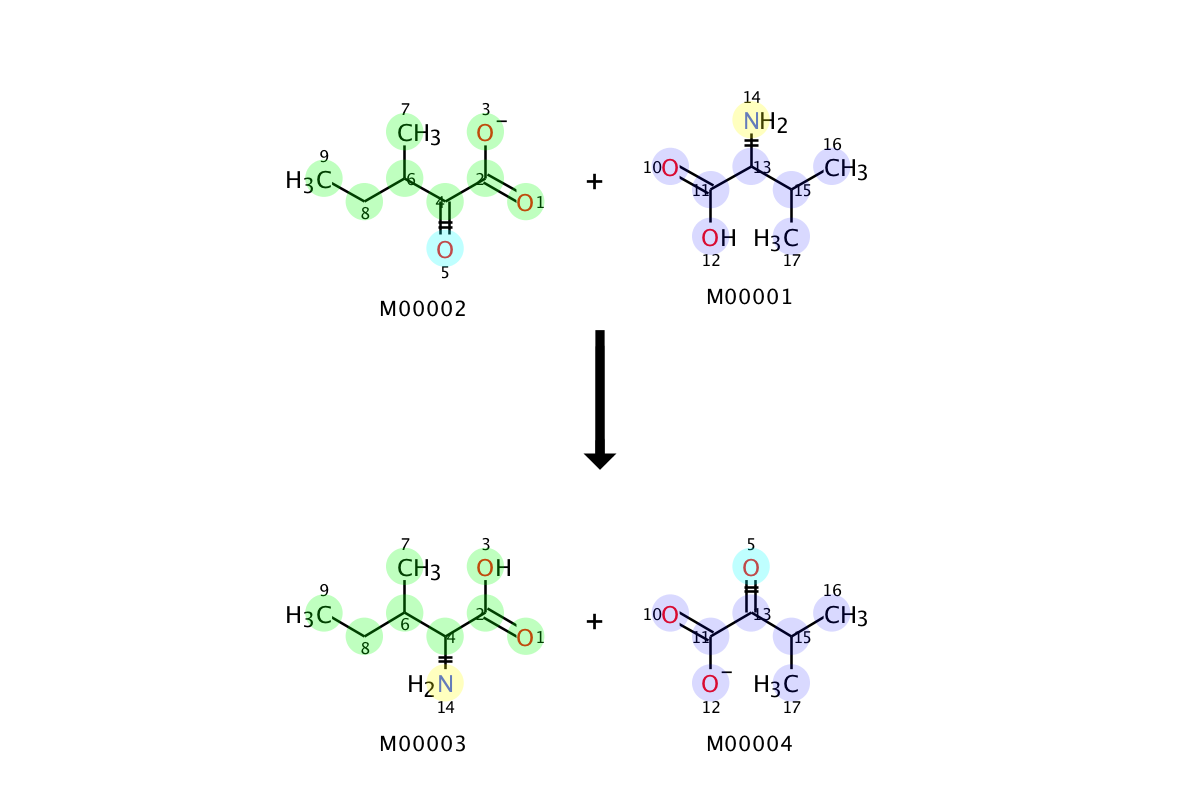 7 3 14
CH3 O− NH2
9 16
H3C 6 2 10 O 13 CH3
+
8 4 O 1 11 15
O OH H3C
5 12 17
M00002 M00001
7 3 5
CH3 OH O
9 16
H3C 6 2 10 O 13 CH3
+
8 4 O 1 11 15
H2N O− H3C
14 12 17
M00003 M00004